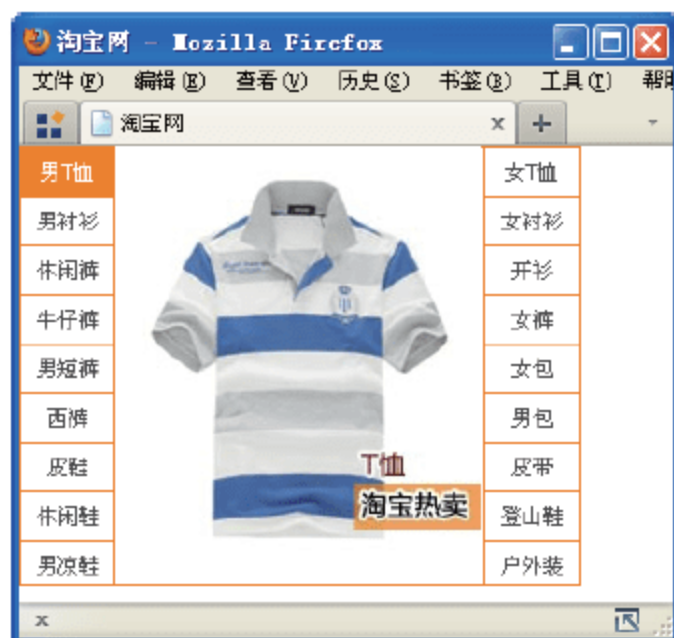 淘宝网 - Mozilla Firefox
文件(F) 编辑(E) 查看(V) 历史(S) 书签(B) 工具(T) 帮助
淘宝网
男T恤
男衬衫
休闲裤
牛仔裤
男短裤
西裤
皮鞋
休闲鞋
男凉鞋
T恤
淘宝热卖
女T恤
女衬衫
开衫
女裤
女包
男包
皮带
登山鞋
户外装